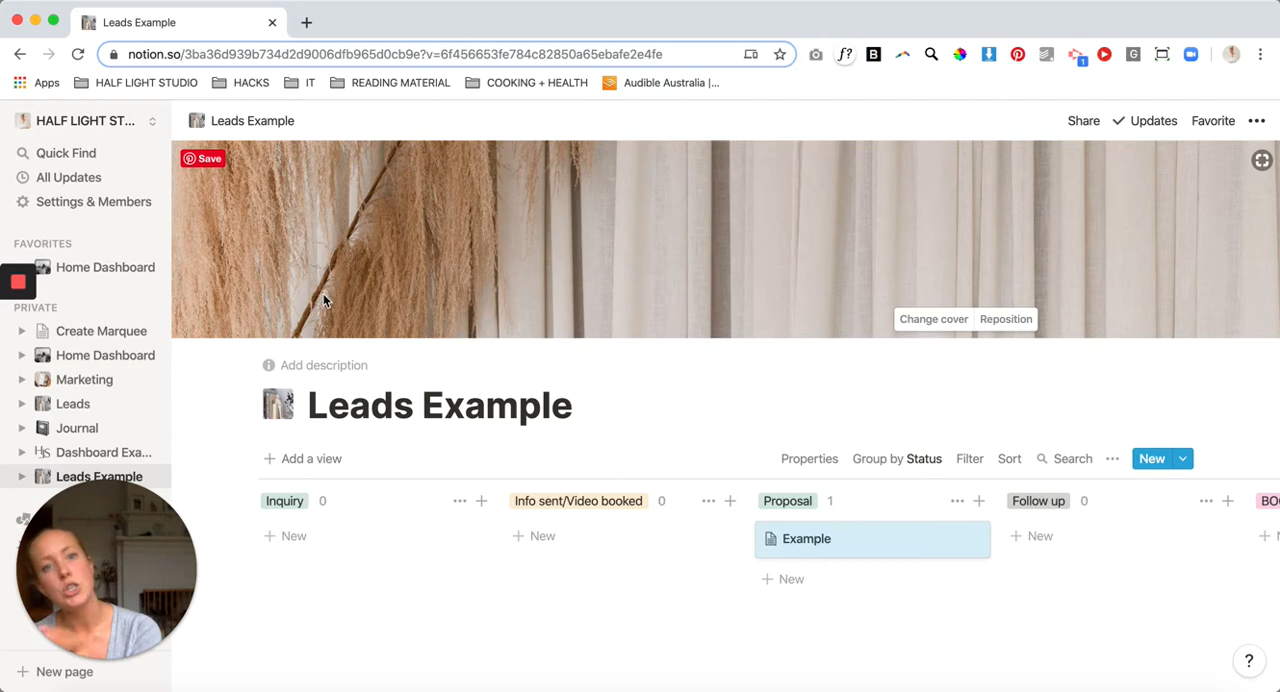 Leads Example
notion.so/3ba36d939b734d2d9006dfb965d0cb9e?v=6f456653fe784c82850a65ebafe2e4fe
f?
B
1
G
Apps
HALF LIGHT STUDIO
HACKS
IT
READING MATERIAL
COOKING + HEALTH
Audible Australia |...
HALF LIGHT ST...
Quick Find
All Updates
Settings & Members
FAVORITES
Home Dashboard
PRIVATE
Create Marquee
Home Dashboard
Marketing
Leads
Journal
HS
Dashboard Exa...
Leads Example
New page
Leads Example
Share
Updates
Favorite
Save
Change cover
Reposition
Add description
Leads Example
Add a view
Properties
Group by Status
Filter
Sort
Search
New
Inquiry 0
Info sent/Video booked 0
Proposal 1
Follow up 0
BO
New
New
Example
New
New
?